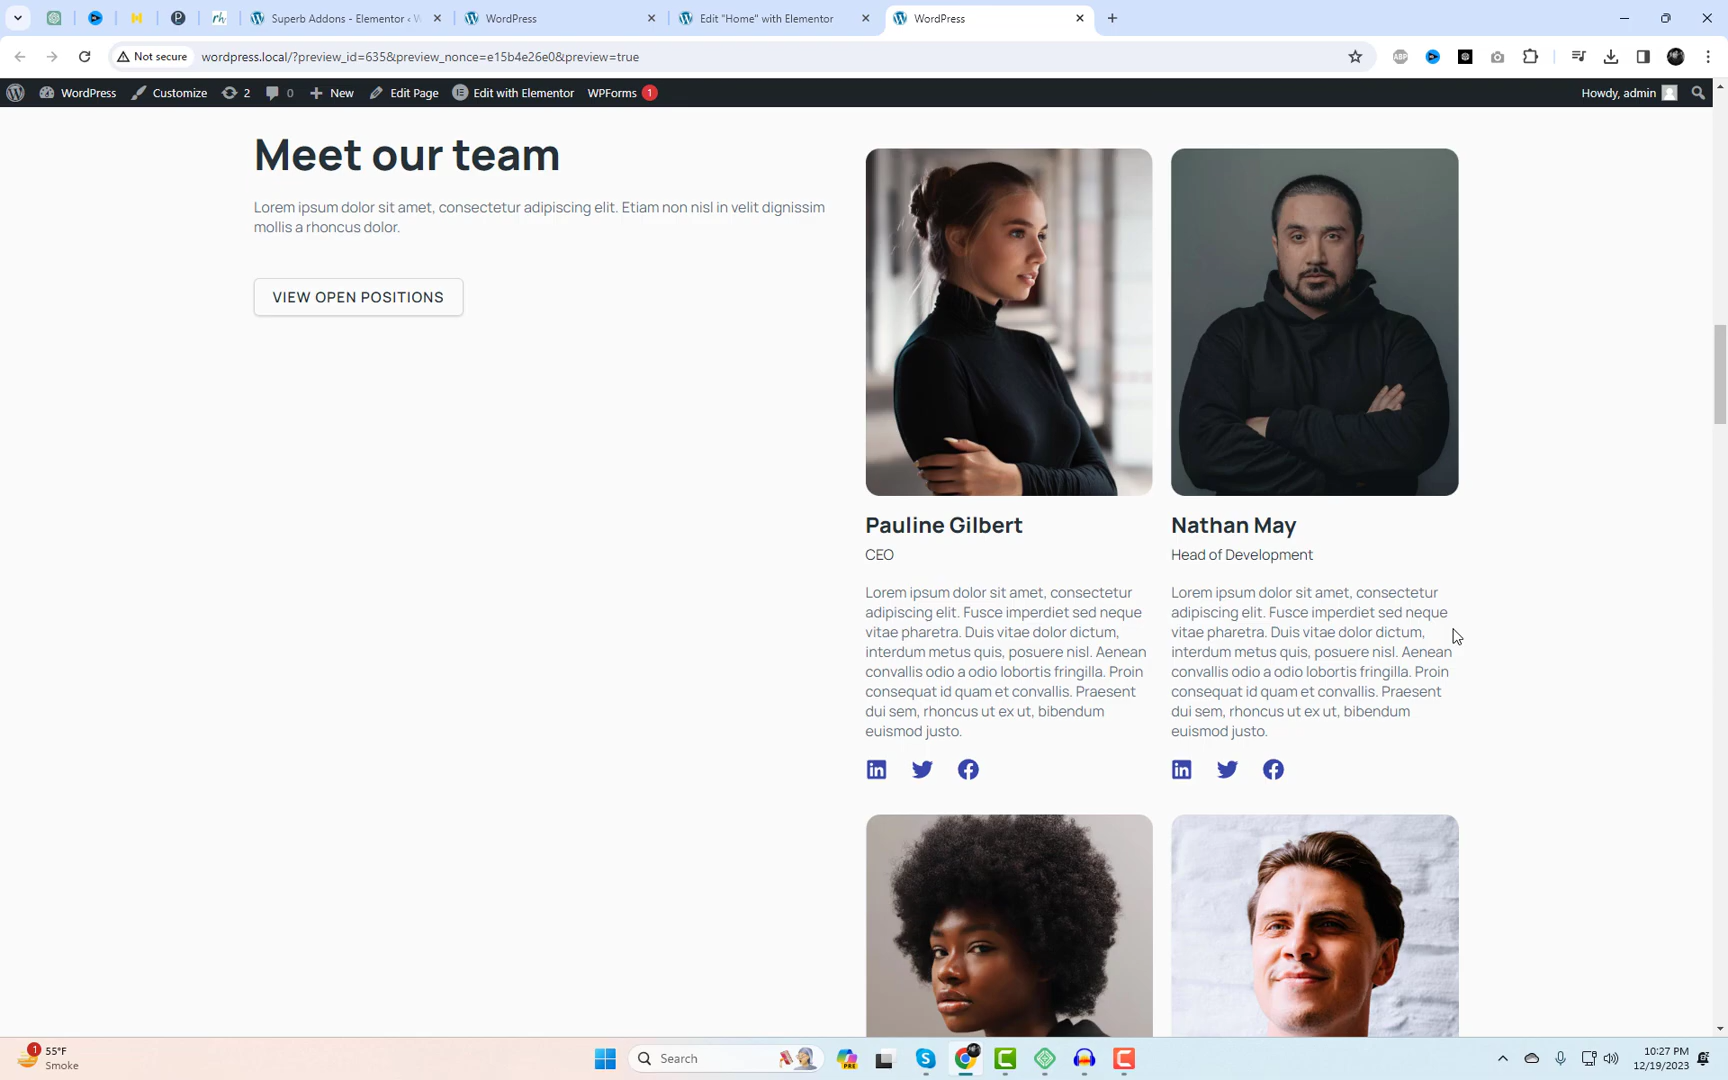 Superb Addons - Elementor ‹ W
WordPress
Edit "Home" with Elementor
WordPress
Not secure
wordpress.local/?preview_id=635&preview_nonce=e15b4e26e0&preview=true
WordPress
Customize
2
0
New
Edit Page
Edit with Elementor
WPForms 1
Howdy, admin
Meet our team
Lorem ipsum dolor sit amet, consectetur adipiscing elit. Etiam non nisl in velit dignissim
mollis a rhoncus dolor.
VIEW OPEN POSITIONS
Pauline Gilbert
CEO
Lorem ipsum dolor sit amet, consectetur
adipiscing elit. Fusce imperdiet sed neque
vitae pharetra. Duis vitae dolor dictum,
interdum metus quis, posuere nisl. Aenean
convallis odio a odio lobortis fringilla. Proin
consequat id quam et convallis. Praesent
dui sem, rhoncus ut ex ut, bibendum
euismod justo.
Nathan May
Head of Development
Lorem ipsum dolor sit amet, consectetur
adipiscing elit. Fusce imperdiet sed neque
vitae pharetra. Duis vitae dolor dictum,
interdum metus quis, posuere nisl. Aenean
convallis odio a odio lobortis fringilla. Proin
consequat id quam et convallis. Praesent
dui sem, rhoncus ut ex ut, bibendum
euismod justo.
1
55°F
Smoke
Search
PRE
10:27 PM
12/19/2023